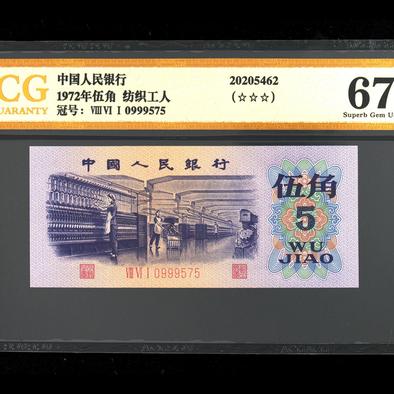 CG
UARANTY
中国人民银行
1972年伍角 纺织工人
冠号: Ⅷ Ⅵ Ⅰ 0999575
20205462
(☆☆☆)
67
Superb Gem U
中國人民銀行
伍角
5
WU
JIAO
Ⅷ Ⅵ Ⅰ 0999575